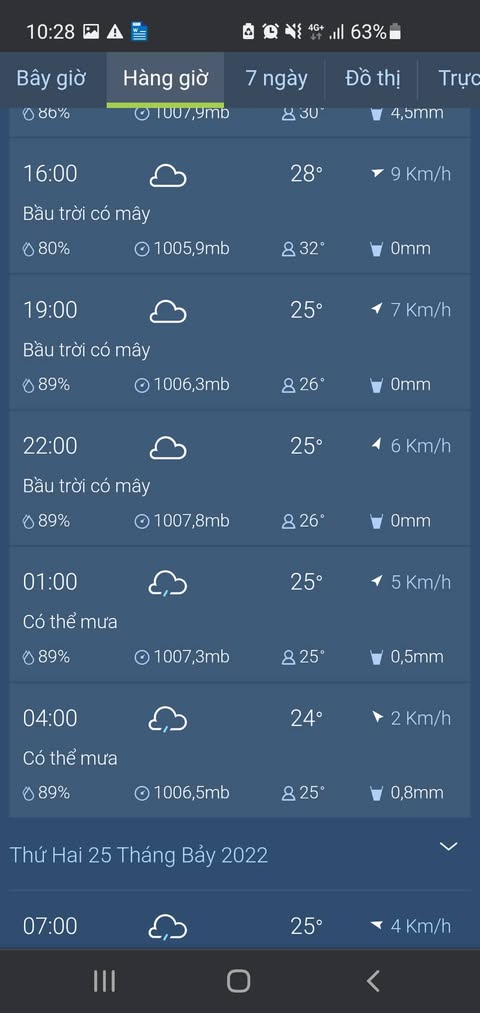 10:28 4G+ 63%
Bây giờ Hàng giờ 7 ngày Đồ thị Trực
86% 1007,9mb 30° 4,5mm
16:00 28° 9 Km/h
Bầu trời có mây
80% 1005,9mb 32° 0mm
19:00 25° 7 Km/h
Bầu trời có mây
89% 1006,3mb 26° 0mm
22:00 25° 6 Km/h
Bầu trời có mây
89% 1007,8mb 26° 0mm
01:00 25° 5 Km/h
Có thể mưa
89% 1007,3mb 25° 0,5mm
04:00 24° 2 Km/h
Có thể mưa
89% 1006,5mb 25° 0,8mm
Thứ Hai 25 Tháng Bảy 2022
07:00 25° 4 Km/h